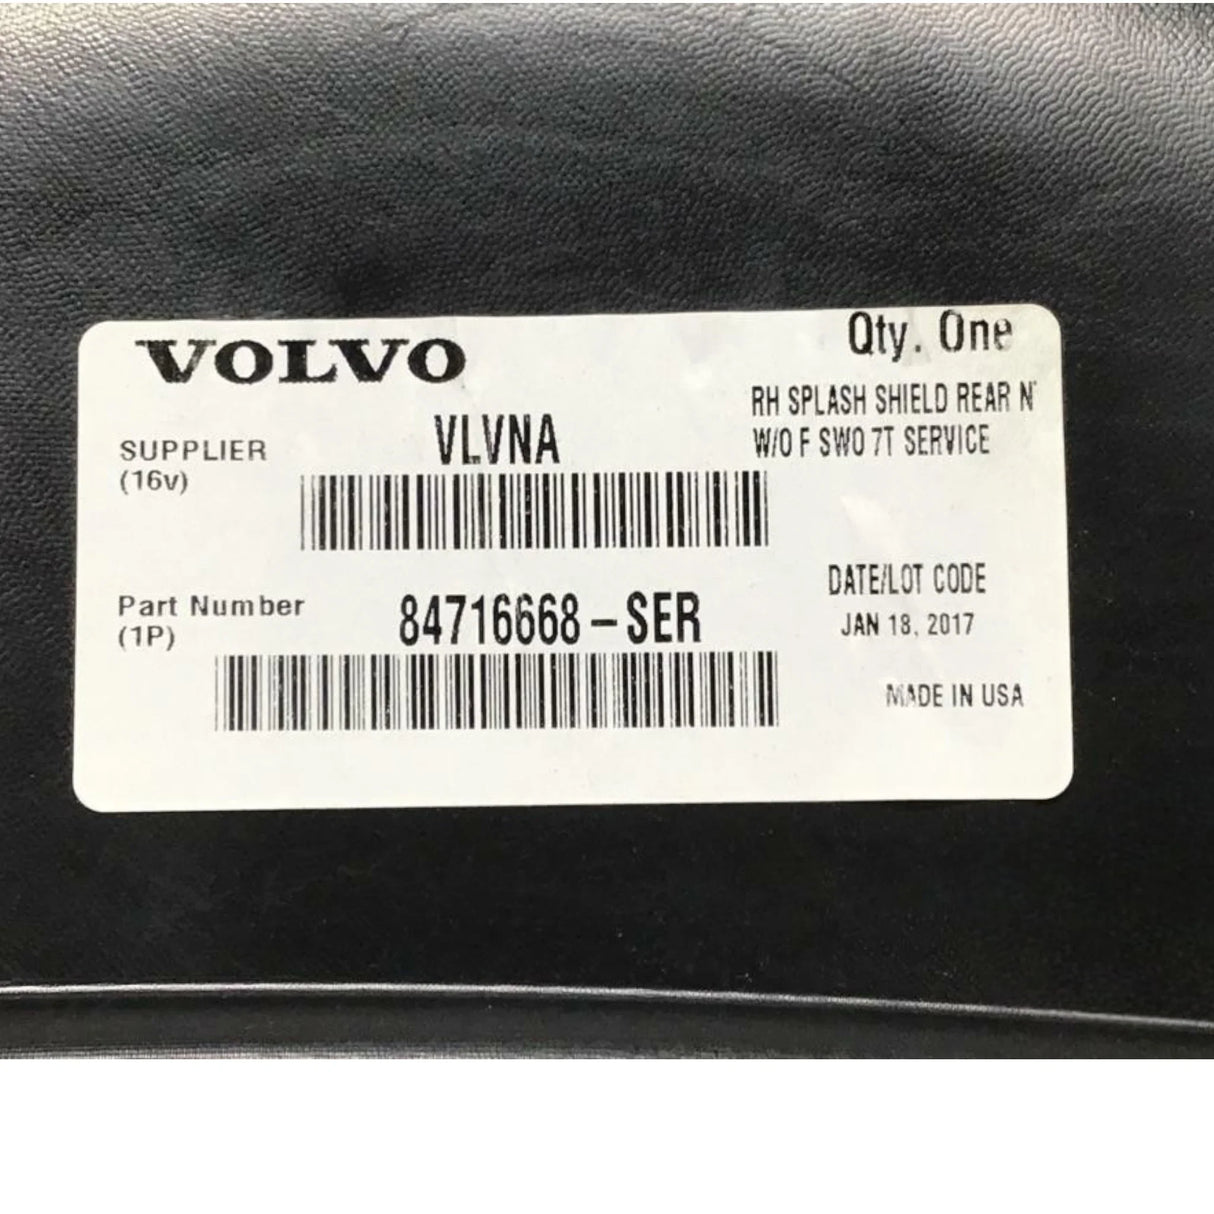 VOLVO
Qty. One
RH SPLASH SHIELD REAR
W/O F SWO 7T SERVICE
SUPPLIER
(16v)
VLVNA
Part Number
(1P)
84716668-SER
DATE/LOT CODE
JAN 18, 2017
MADE IN USA